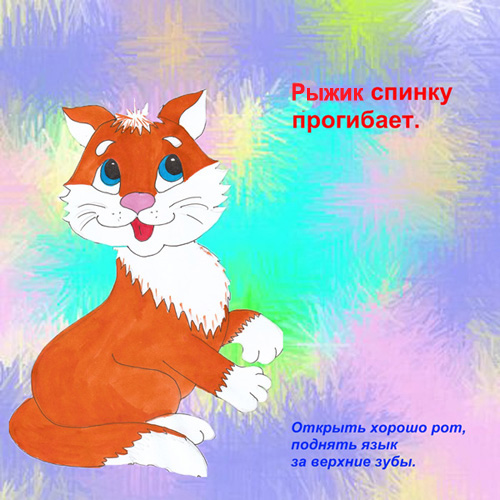 Рыжик спинку
прогибает.
Открыть хорошо рот,
поднять язык
за верхние зубы.